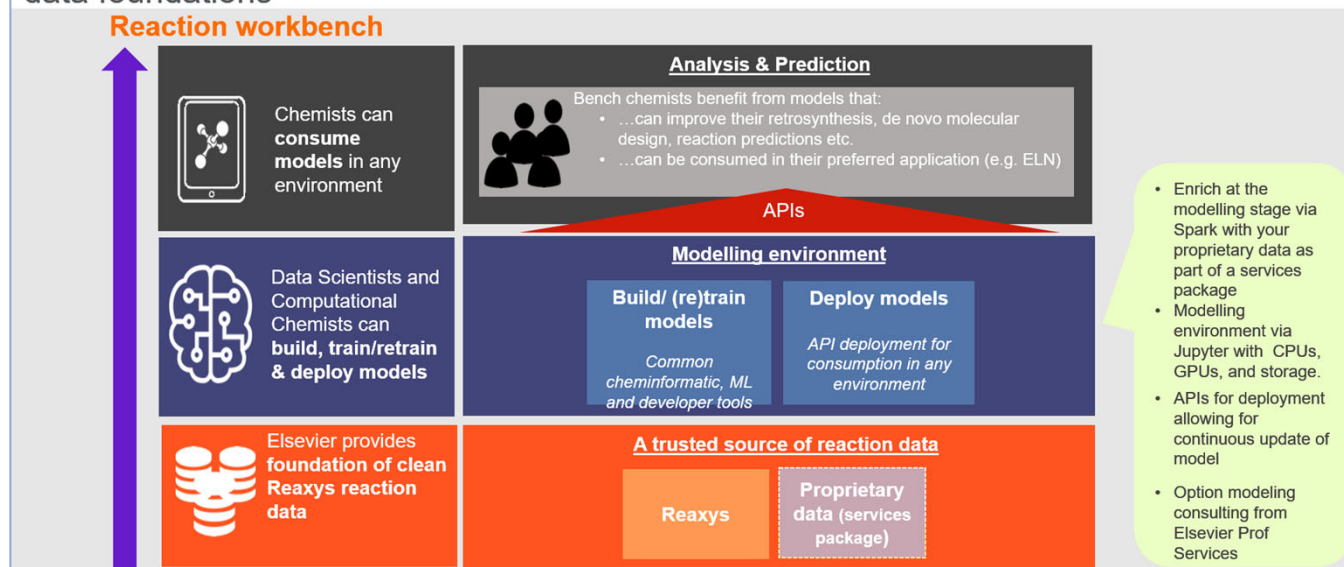 data foundations
Reaction workbench
Chemists can
consume
models in any
environment
Analysis & Prediction
Bench chemists benefit from models that:
• …can improve their retrosynthesis, de novo molecular
design, reaction predictions etc.
• …can be consumed in their preferred application (e.g. ELN)
APIs
Data Scientists and
Computational
Chemists can
build, train/retrain
& deploy models
Modelling environment
Build/ (re)train
models
Common
cheminformatic, ML
and developer tools
Deploy models
API deployment for
consumption in any
environment
Elsevier provides
foundation of clean
Reaxys reaction
data
A trusted source of reaction data
Reaxys
Proprietary
data (services
package)
• Enrich at the
modelling stage via
Spark with your
proprietary data as
part of a services
package
• Modelling
environment via
Jupyter with CPUs,
GPUs, and storage.
• APIs for deployment
allowing for
continuous update of
model
• Option modeling
consulting from
Elsevier Prof
Services